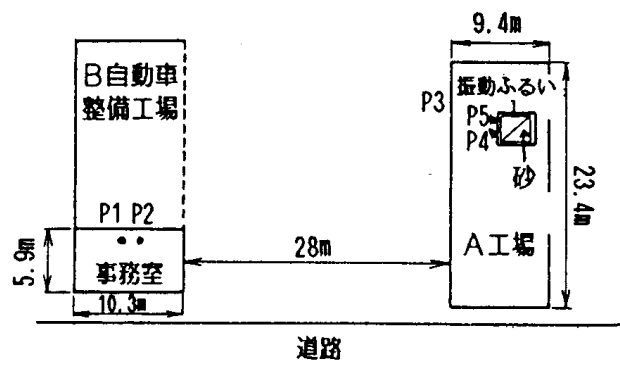 B自動車
整備工場
P1 P2
5.9m
事務室
10.3m
28m
9.4m
振動ふるい
P3
P5
P4
砂
23.4m
A工場
道路